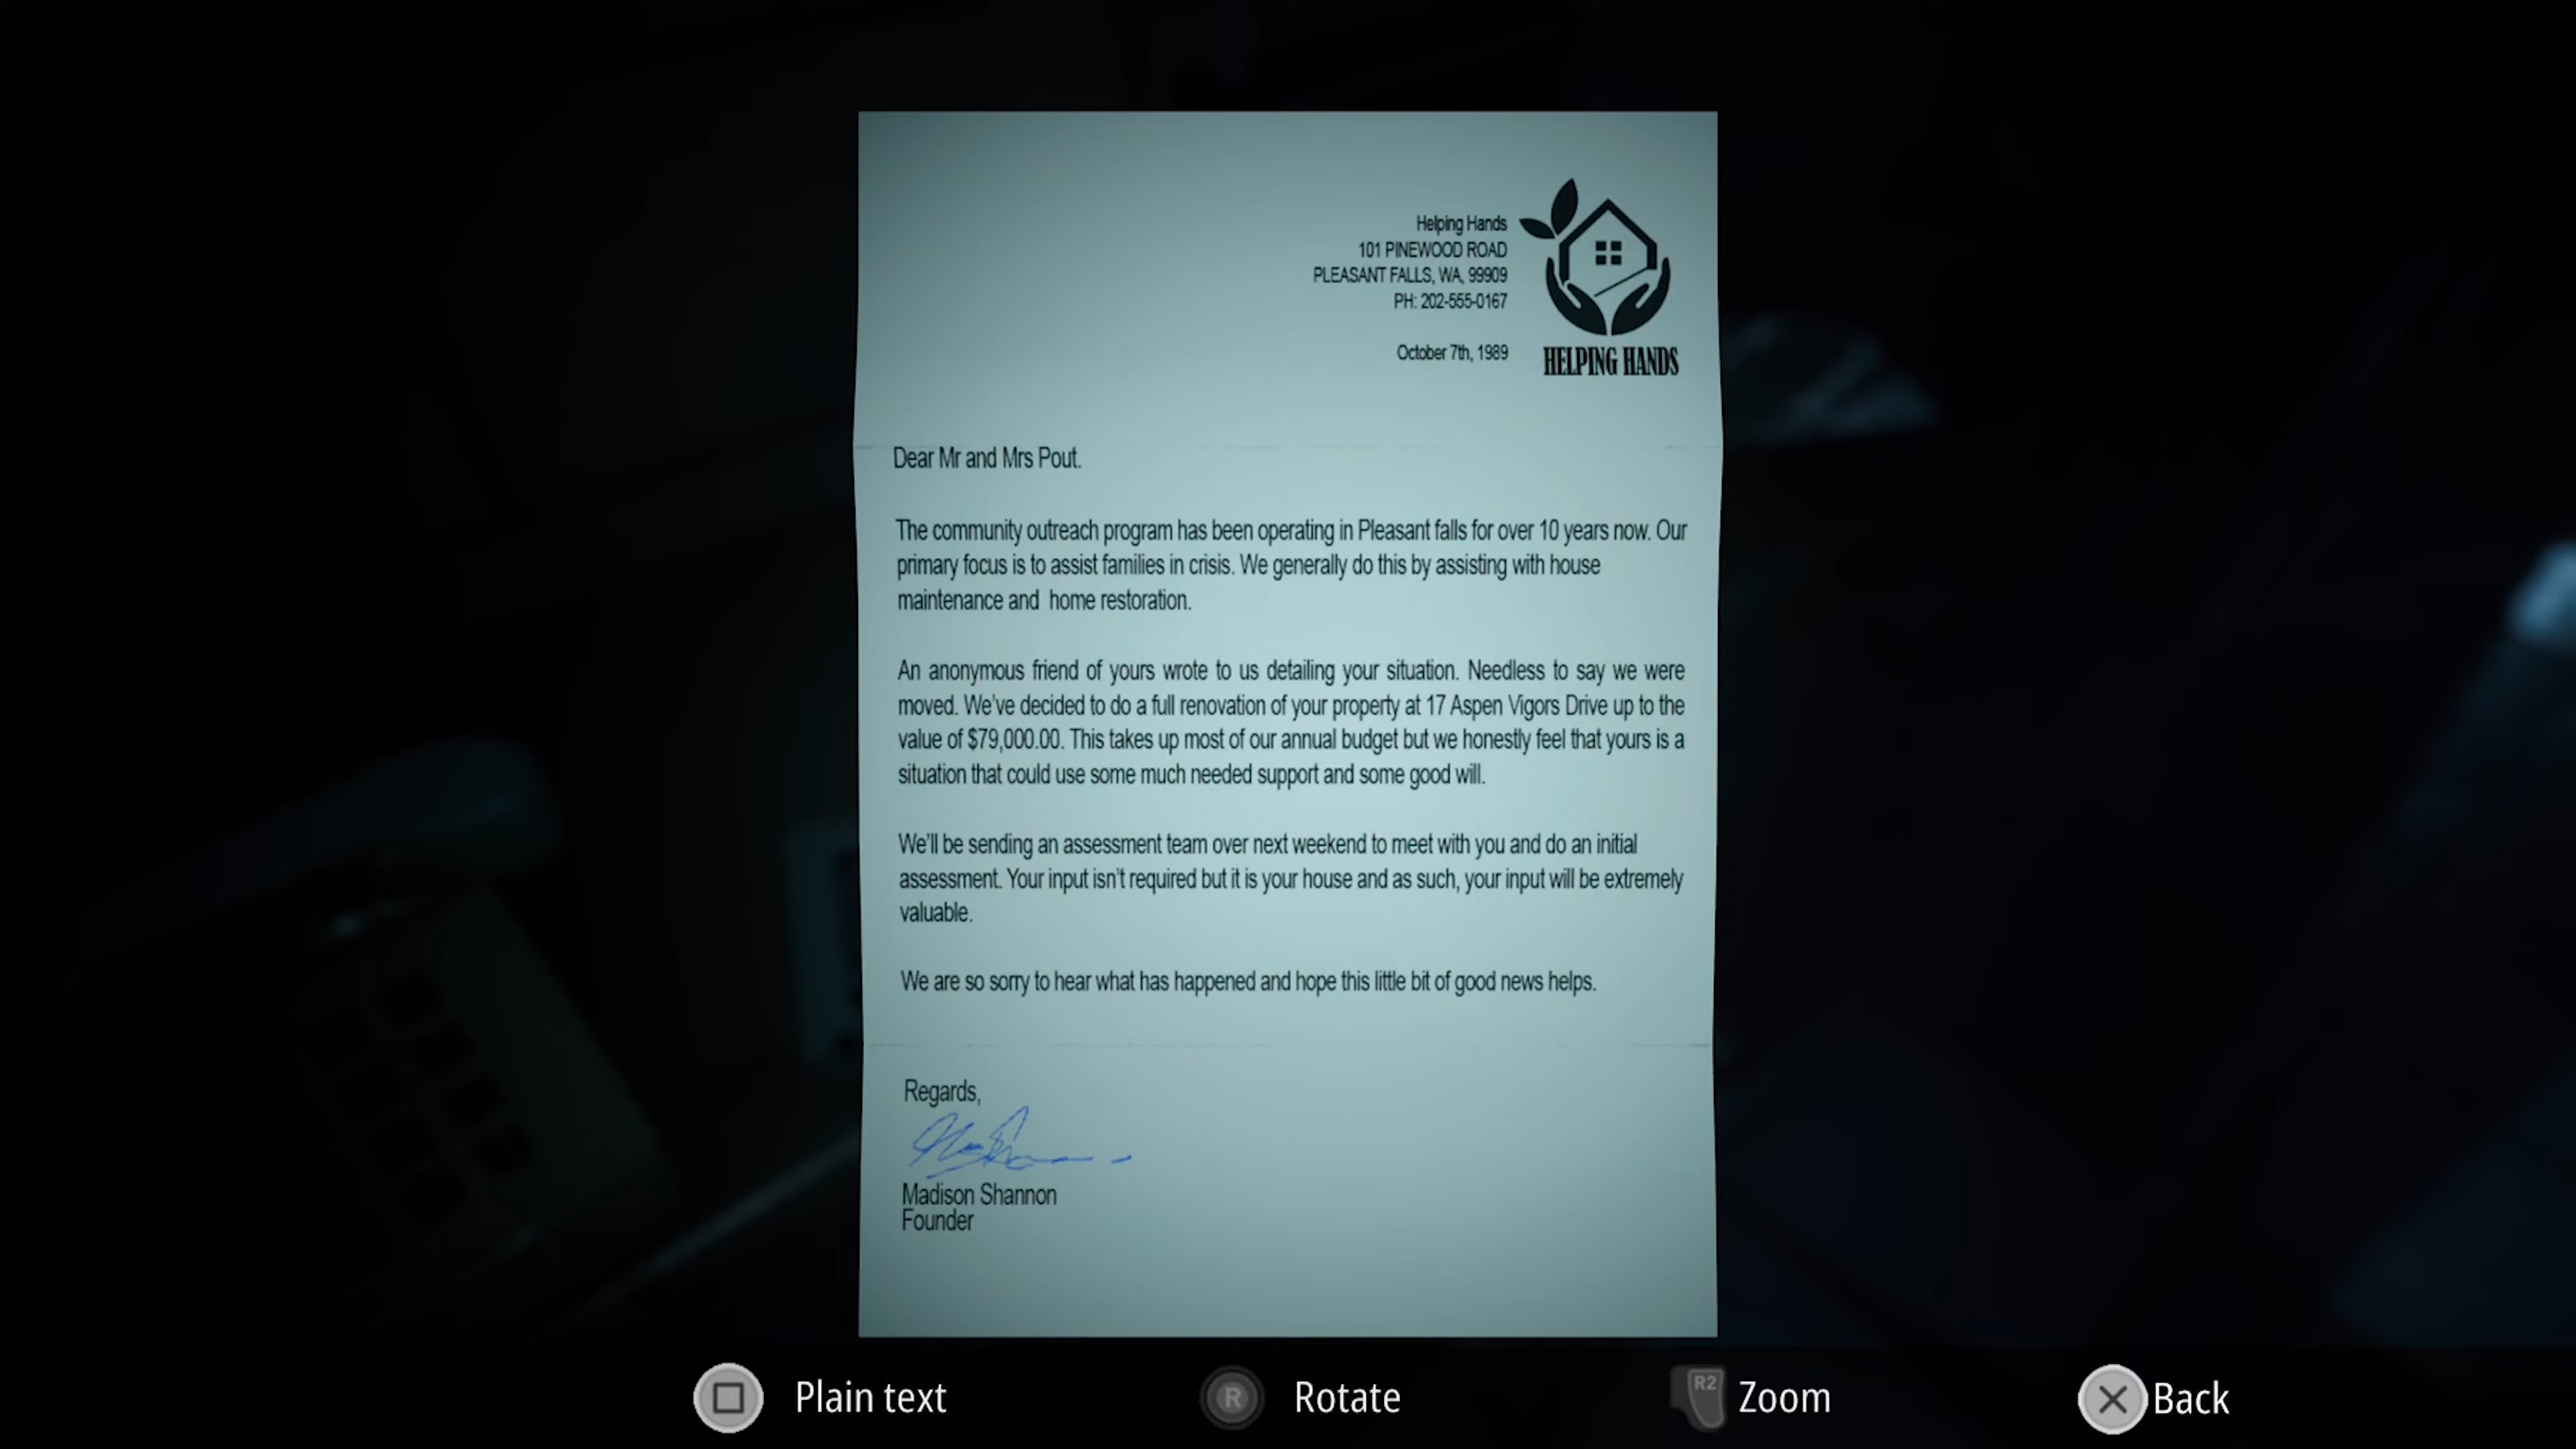 Helping Hands
101 PINEWOOD ROAD
PLEASANT FALLS, WA, 99909
PH: 202-555-0167
October 7th, 1989
HELPING HANDS
Dear Mr and Mrs Pout.
The community outreach program has been operating in Pleasant falls for over 10 years now. Our
primary focus is to assist families in crisis. We generally do this by assisting with house
maintenance and  home restoration.
An anonymous friend of yours wrote to us detailing your situation. Needless to say we were
moved. We've decided to do a full renovation of your property at 17 Aspen Vigors Drive up to the
value of $79,000.00. This takes up most of our annual budget but we honestly feel that yours is a
situation that could use some much needed support and some good will.
We'll be sending an assessment team over next weekend to meet with you and do an initial
assessment. Your input isn't required but it is your house and as such, your input will be extremely
valuable.
We are so sorry to hear what has happened and hope this little bit of good news helps.
Regards,
Madison Shannon
Founder
Plain text
R Rotate
R2 Zoom
Back